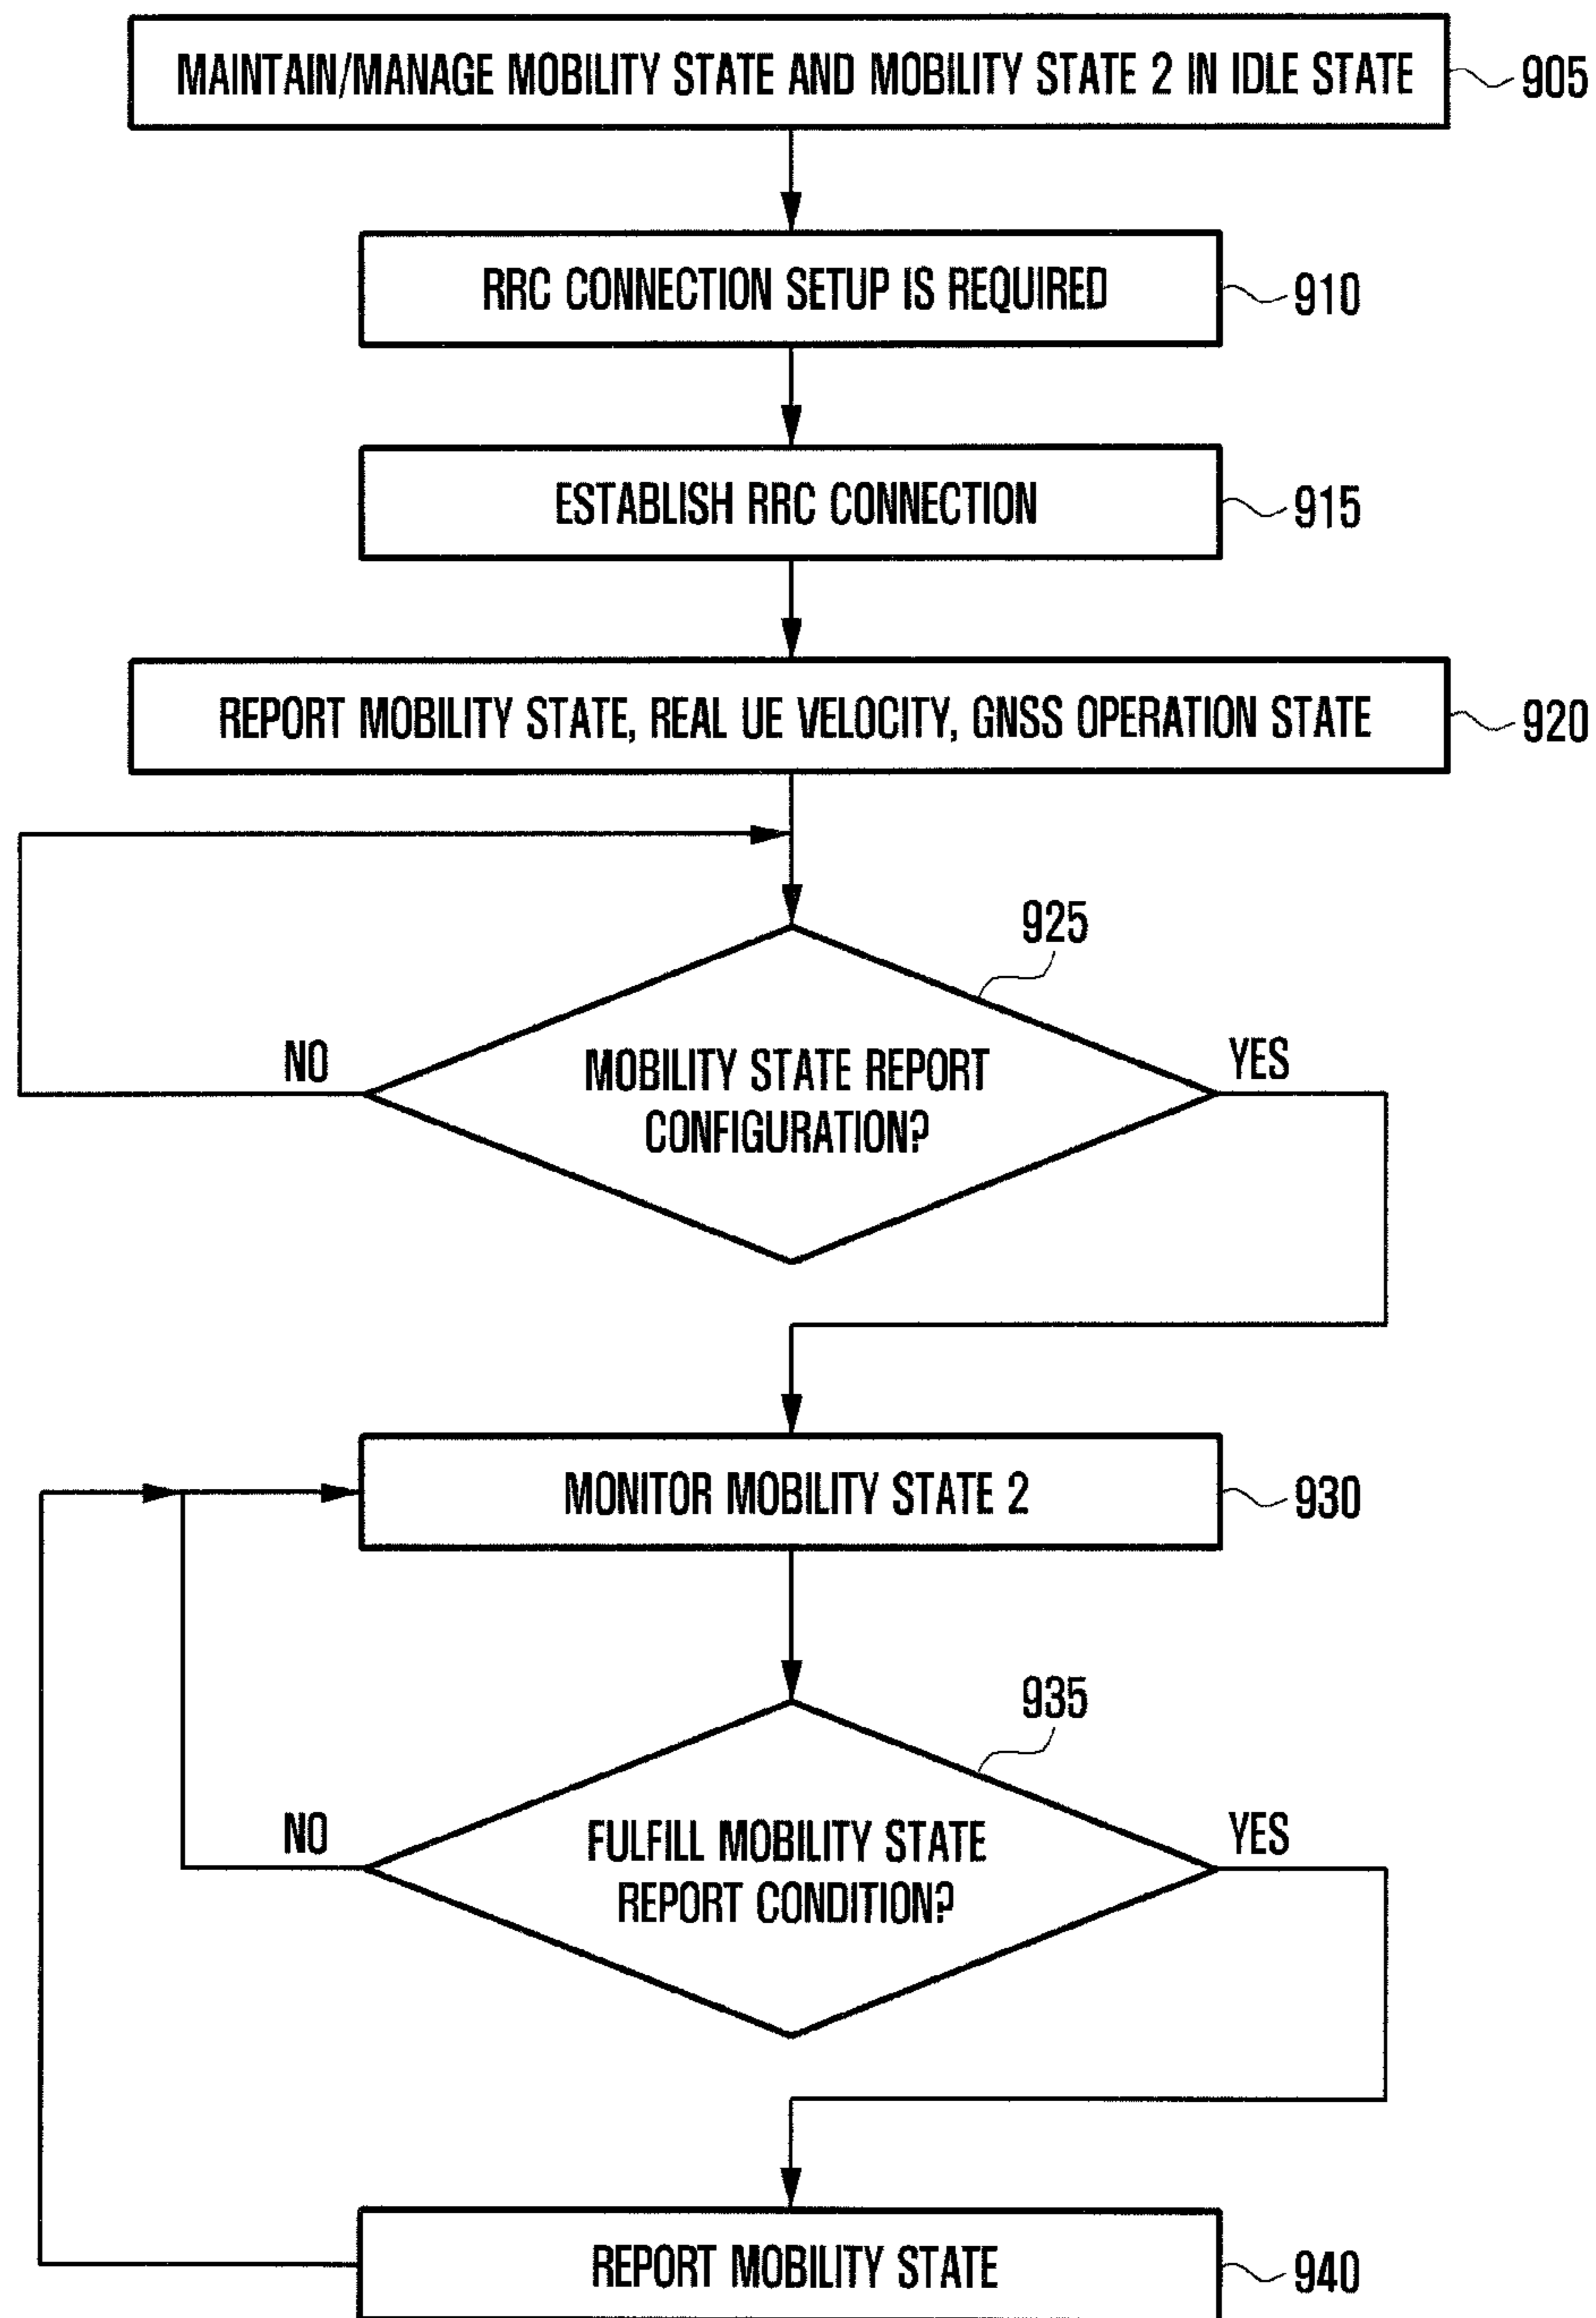 MAINTAIN/MANAGE MOBILITY STATE AND MOBILITY STATE 2 IN IDLE STATE
905
RRC CONNECTION SETUP IS REQUIRED
910
ESTABLISH RRC CONNECTION
915
REPORT MOBILITY STATE, REAL UE VELOCITY, GNSS OPERATION STATE
920
925
NO
YES
MOBILITY STATE REPORT
CONFIGURATION?
MONITOR MOBILITY STATE 2
930
935
NO
YES
FULFILL MOBILITY STATE
REPORT CONDITION?
REPORT MOBILITY STATE
940